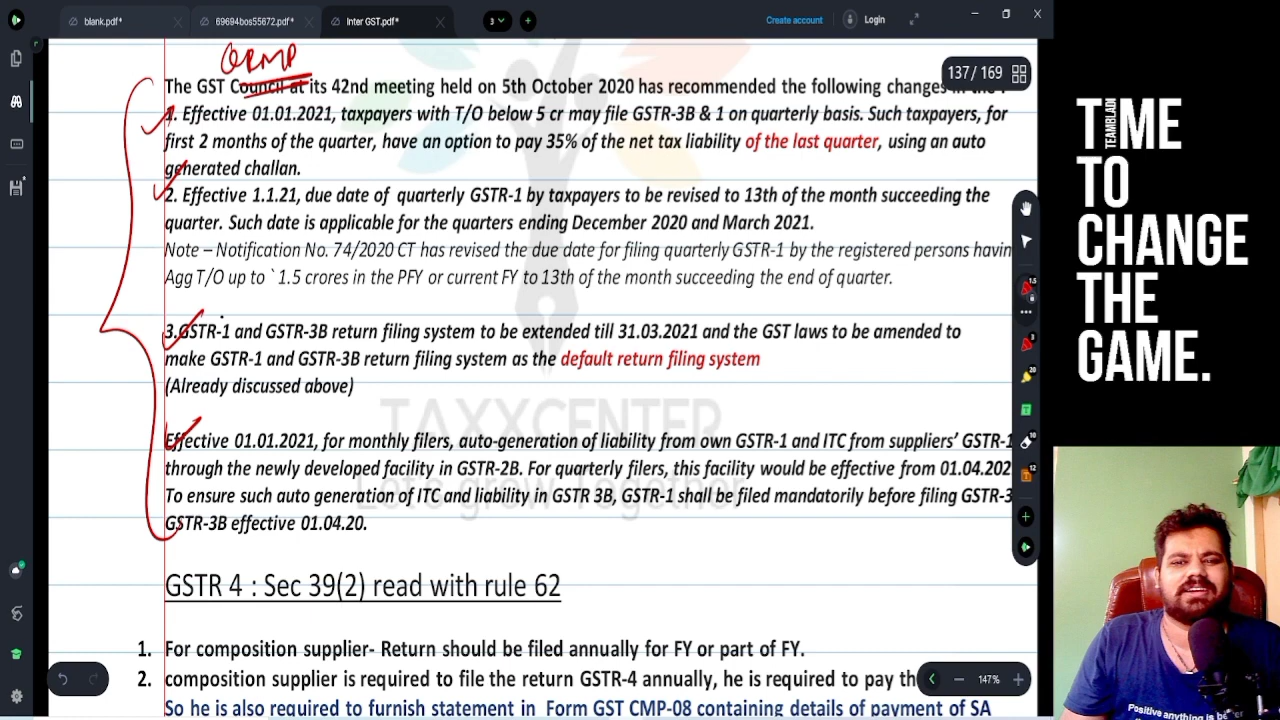 blank.pdf*
69694bos55672.pdf*
Inter GST.pdf*
3
Create account
Login
137/169
QRMP
The GST Council at its 42nd meeting held on 5th October 2020 has recommended the following changes in the
1. Effective 01.01.2021, taxpayers with T/O below 5 cr may file GSTR-3B & 1 on quarterly basis. Such taxpayers, for
first 2 months of the quarter, have an option to pay 35% of the net tax liability of the last quarter, using an auto
generated challan.
2. Effective 1.1.21, due date of quarterly GSTR-1 by taxpayers to be revised to 13th of the month succeeding the
quarter. Such date is applicable for the quarters ending December 2020 and March 2021.
Note – Notification No. 74/2020 CT has revised the due date for filing quarterly GSTR-1 by the registered persons havin
Agg T/O up to ` 1.5 crores in the PFY or current FY to 13th of the month succeeding the end of quarter.
3.GSTR-1 and GSTR-3B return filing system to be extended till 31.03.2021 and the GST laws to be amended to
make GSTR-1 and GSTR-3B return filing system as the default return filing system
(Already discussed above)
TAXXCENTER
Effective 01.01.2021, for monthly filers, auto-generation of liability from own GSTR-1 and ITC from suppliers' GSTR-1
through the newly developed facility in GSTR-2B. For quarterly filers, this facility would be effective from 01.04.202
To ensure such auto generation of ITC and liability in GSTR 3B, GSTR-1 shall be filed mandatorily before filing GSTR-3
Let's grow Together
GSTR-3B effective 01.04.20.
GSTR 4 : Sec 39(2) read with rule 62
1. For composition supplier- Return should be filed annually for FY or part of FY.
2. composition supplier is required to file the return GSTR-4 annually, he is required to pay th
147%
So he is also required to furnish statement in Form GST CMP-08 containing details of payment of SA
TIME
TEAMBLADN
TO
CHANGE
THE
GAME.
Positive anything is better